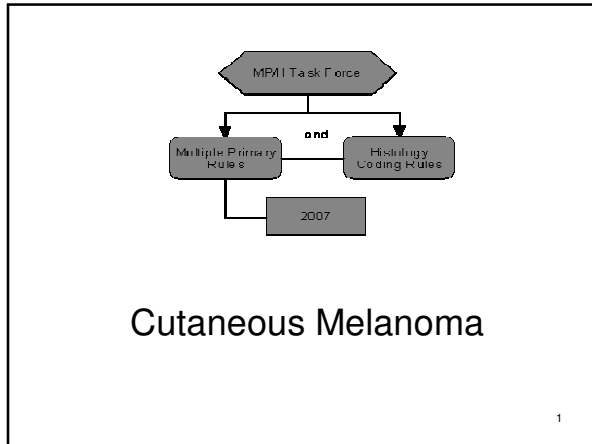 MP/H Task Force
and
Multiple Primary
Rules
Histology
Coding Rules
2007
Cutaneous Melanoma
1